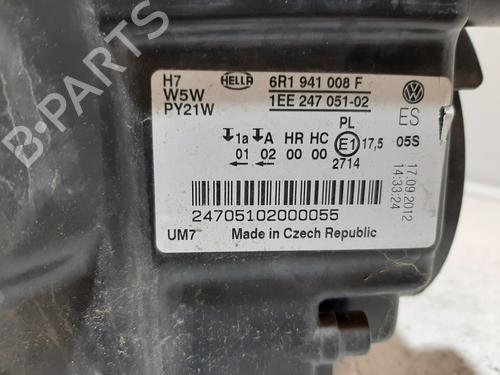 H7
W5W
PY21W
HELLA
6R1 941 008 F
1EE 247 051-02
ES
1a A HR HC
01 02 00 00
PL
E1 17,5 05S
2714
17.09.2012
14:33:24
24705102000055
UM7 Made in Czech Republic
B-PARTS